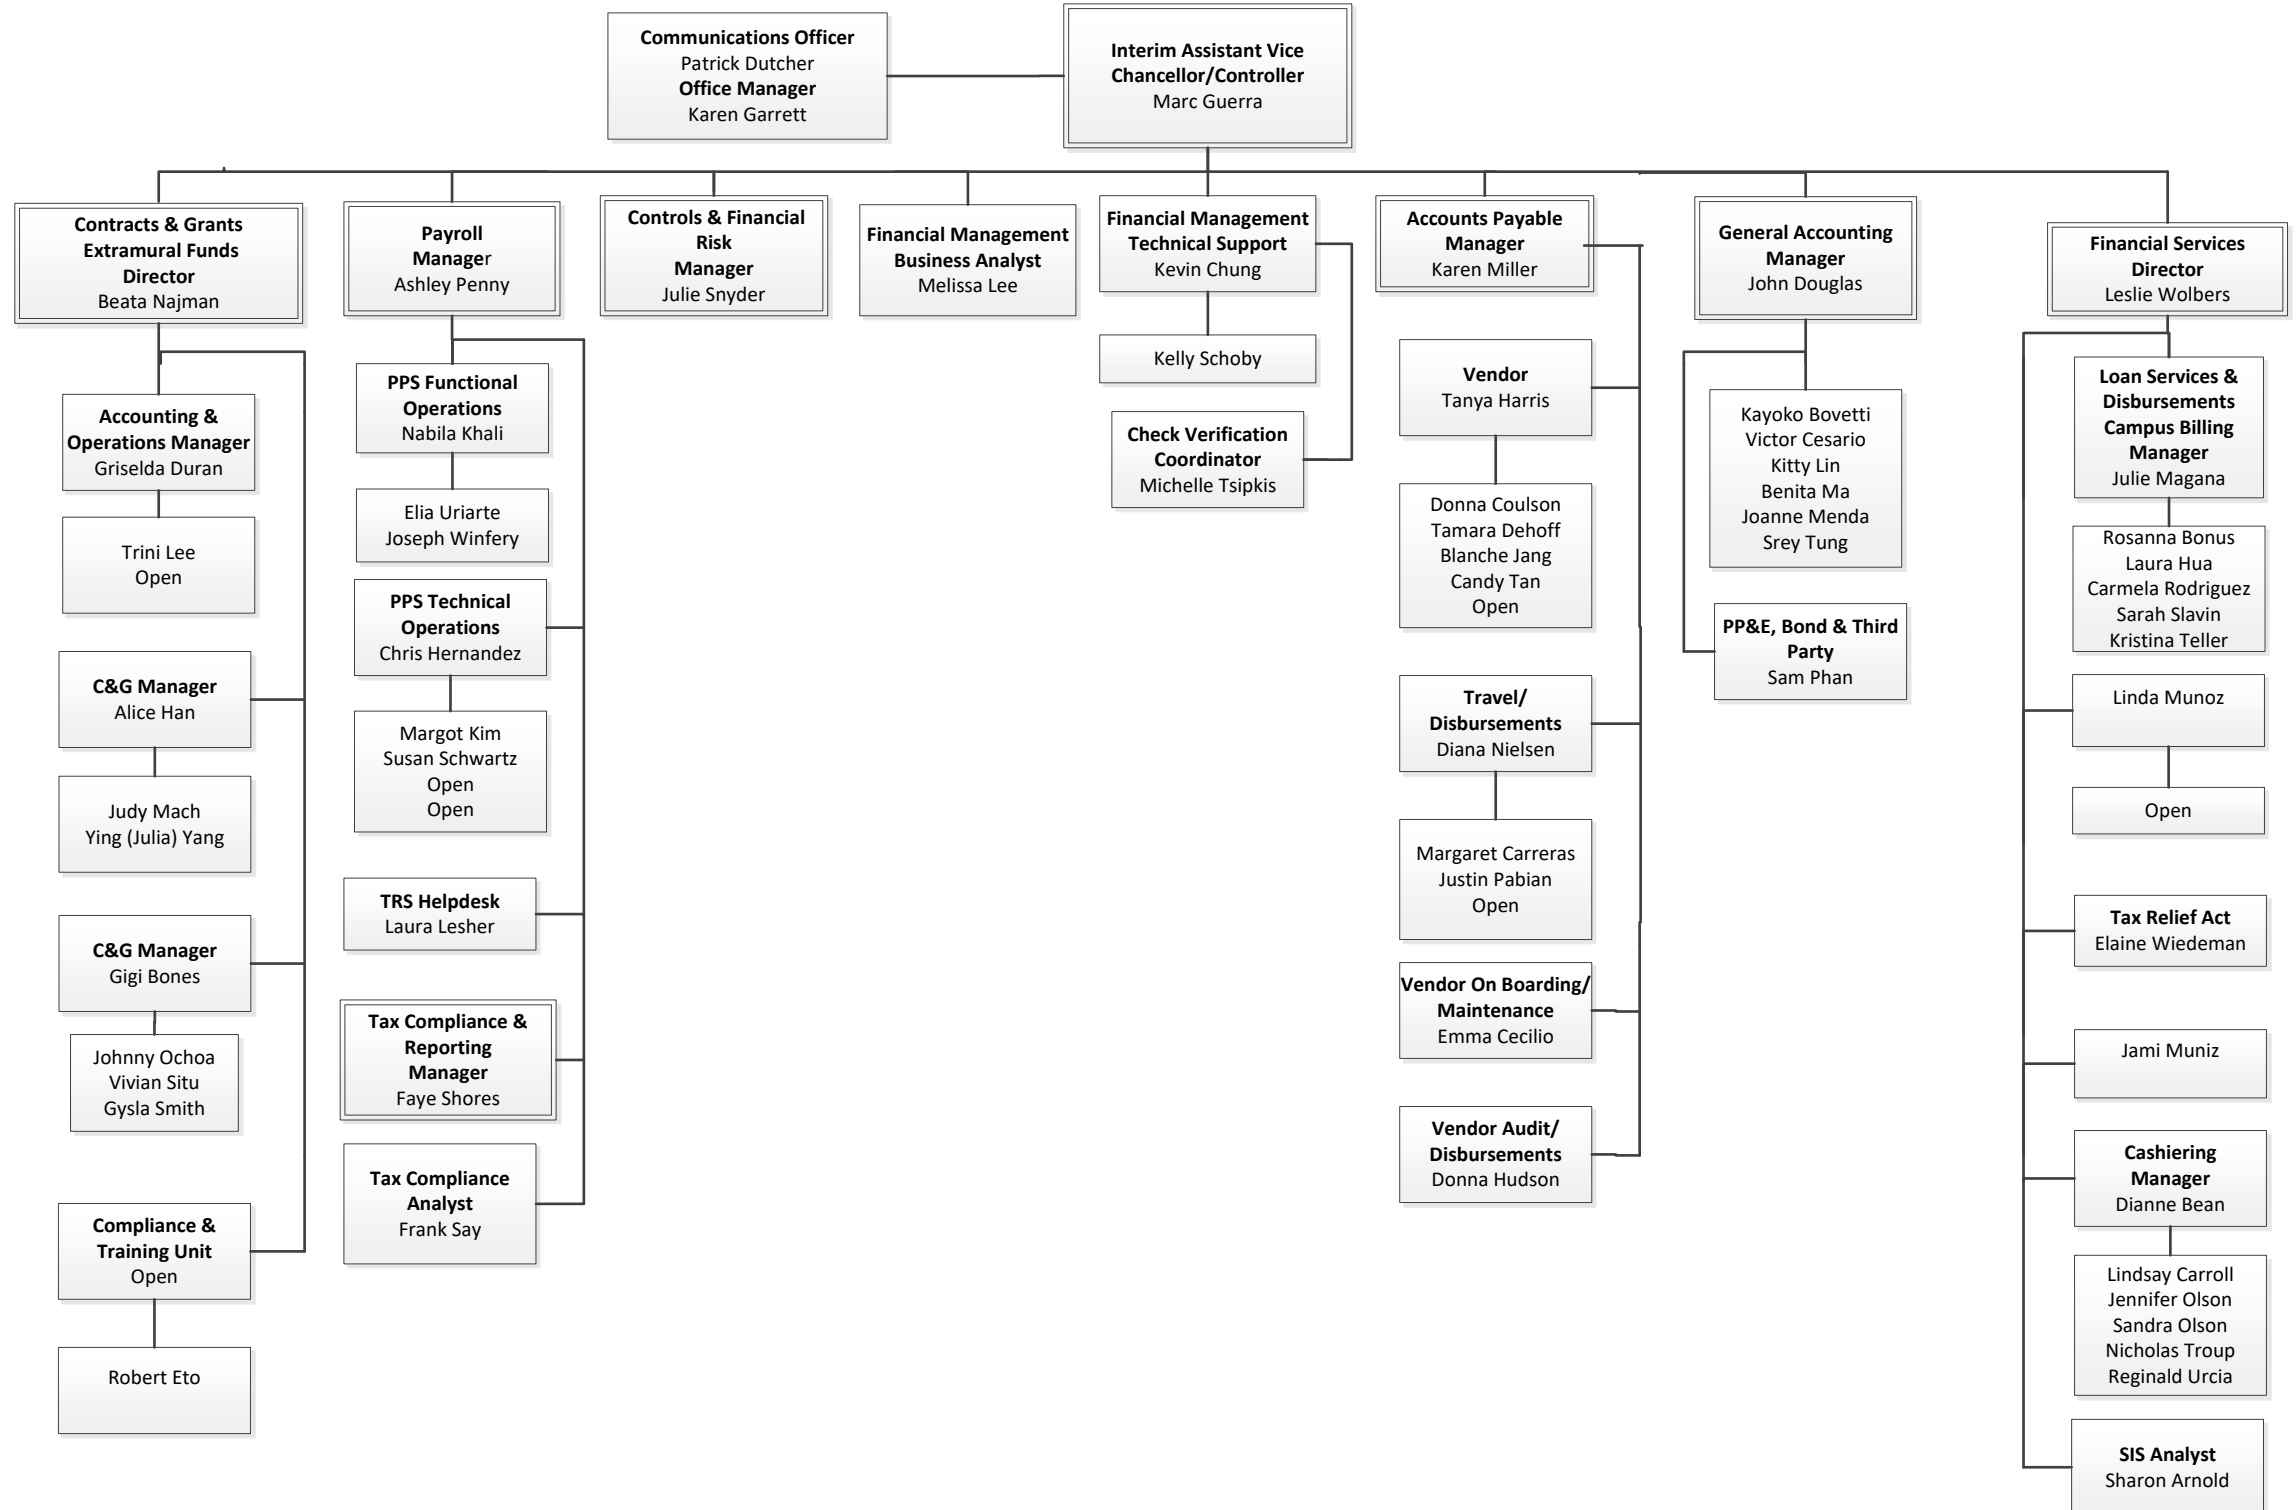 Communications Officer
Patrick Dutcher
Office Manager
Karen Garrett
Interim Assistant Vice
Chancellor/Controller
Marc Guerra
Contracts & Grants
Extramural Funds
Director
Beata Najman
Accounting &
Operations Manager
Griselda Duran
Trini Lee
Open
C&G Manager
Alice Han
Judy Mach
Ying (Julia) Yang
C&G Manager
Gigi Bones
Johnny Ochoa
Vivian Situ
Gysla Smith
Compliance &
Training Unit
Open
Robert Eto
Payroll
Manager
Ashley Penny
PPS Functional
Operations
Nabila Khali
Elia Uriarte
Joseph Winfery
PPS Technical
Operations
Chris Hernandez
Margot Kim
Susan Schwartz
Open
Open
TRS Helpdesk
Laura Lesher
Tax Compliance &
Reporting
Manager
Faye Shores
Tax Compliance
Analyst
Frank Say
Controls & Financial
Risk
Manager
Julie Snyder
Financial Management
Business Analyst
Melissa Lee
Financial Management
Technical Support
Kevin Chung
Kelly Schoby
Check Verification
Coordinator
Michelle Tsipkis
Accounts Payable
Manager
Karen Miller
Vendor
Tanya Harris
Donna Coulson
Tamara Dehoff
Blanche Jang
Candy Tan
Open
Travel/
Disbursements
Diana Nielsen
Margaret Carreras
Justin Pabian
Open
Vendor On Boarding/
Maintenance
Emma Cecilio
Vendor Audit/
Disbursements
Donna Hudson
General Accounting
Manager
John Douglas
Kayoko Bovetti
Victor Cesario
Kitty Lin
Benita Ma
Joanne Menda
Srey Tung
PP&E, Bond & Third
Party
Sam Phan
Financial Services
Director
Leslie Wolbers
Loan Services &
Disbursements
Campus Billing
Manager
Julie Magana
Rosanna Bonus
Laura Hua
Carmela Rodriguez
Sarah Slavin
Kristina Teller
Linda Munoz
Open
Tax Relief Act
Elaine Wiedeman
Jami Muniz
Cashiering
Manager
Dianne Bean
Lindsay Carroll
Jennifer Olson
Sandra Olson
Nicholas Troup
Reginald Urcia
SIS Analyst
Sharon Arnold